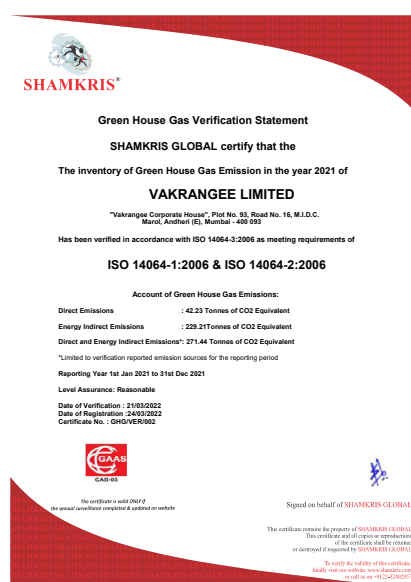 SHAMKRIS®
Green House Gas Verification Statement
SHAMKRIS GLOBAL certify that the
The inventory of Green House Gas Emission in the year 2021 of
VAKRANGEE LIMITED
"Vakrangee Corporate House", Plot No. 93, Road No. 16, M.I.D.C.
Marol, Andheri (E), Mumbai - 400 093
Has been verified in accordance with ISO 14064-3:2006 as meeting requirements of
ISO 14064-1:2006 & ISO 14064-2:2006
Account of Green House Gas Emissions:
Direct Emissions : 42.23 Tonnes of CO2 Equivalent
Energy Indirect Emissions : 229.21Tonnes of CO2 Equivalent
Direct and Energy Indirect Emissions*: 271.44 Tonnes of CO2 Equivalent
*Limited to verification reported emission sources for the reporting period
Reporting Year 1st Jan 2021 to 31st Dec 2021
Level Assurance: Reasonable
Date of Verification : 21/03/2022
Date of Registration :24/03/2022
Certificate No. : GHG/VER/002
GAAS
CAB-03
The certificate is valid ONLY if
the annual surveillance completed & updated on website
Signed on behalf of SHAMKRIS GLOBAL
This certificate remains the property of SHAMKRIS GLOBAL
This certificate and all copies or reproductions
of the certificate shall be returned
or destroyed if requested by SHAMKRIS GLOBAL
To verify the validity of this certificate
kindly visit our website: www.shamkris.com
or call us on